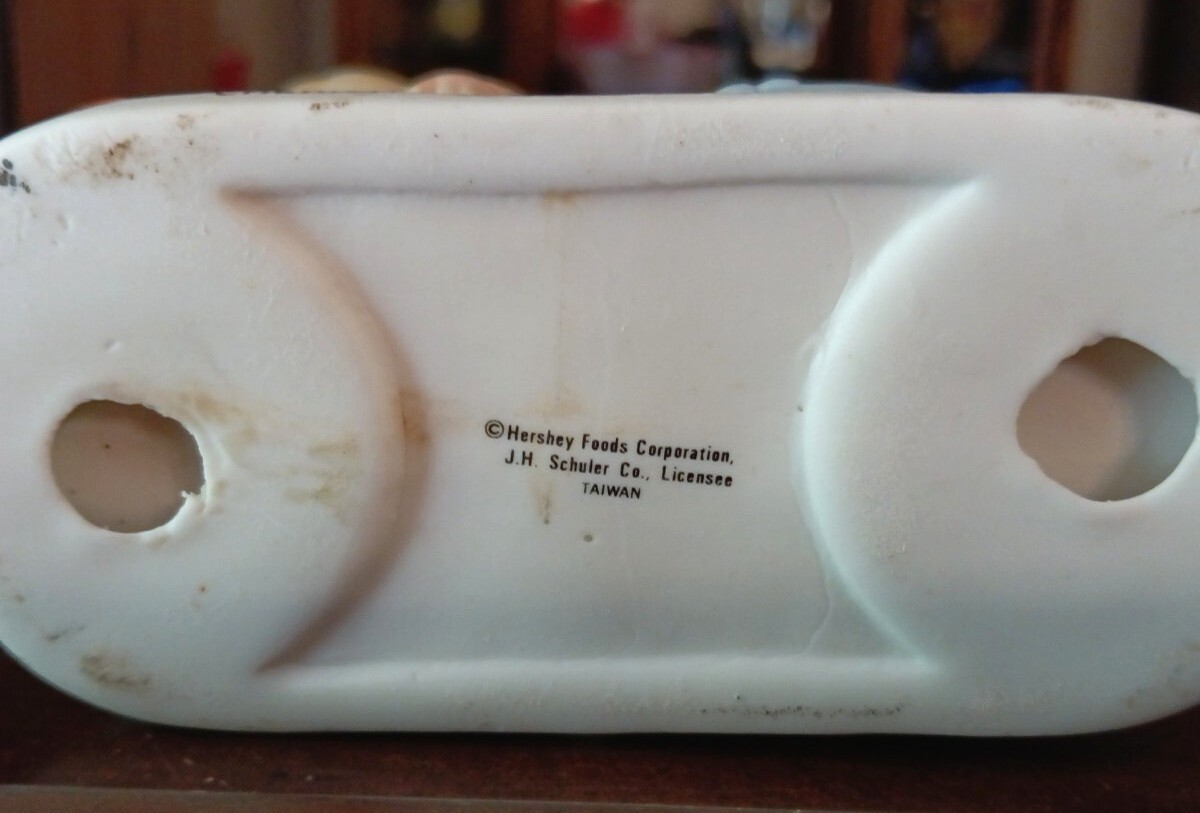 ©Hershey Foods Corporation,
J.H. Schuler Co., Licensee
TAIWAN